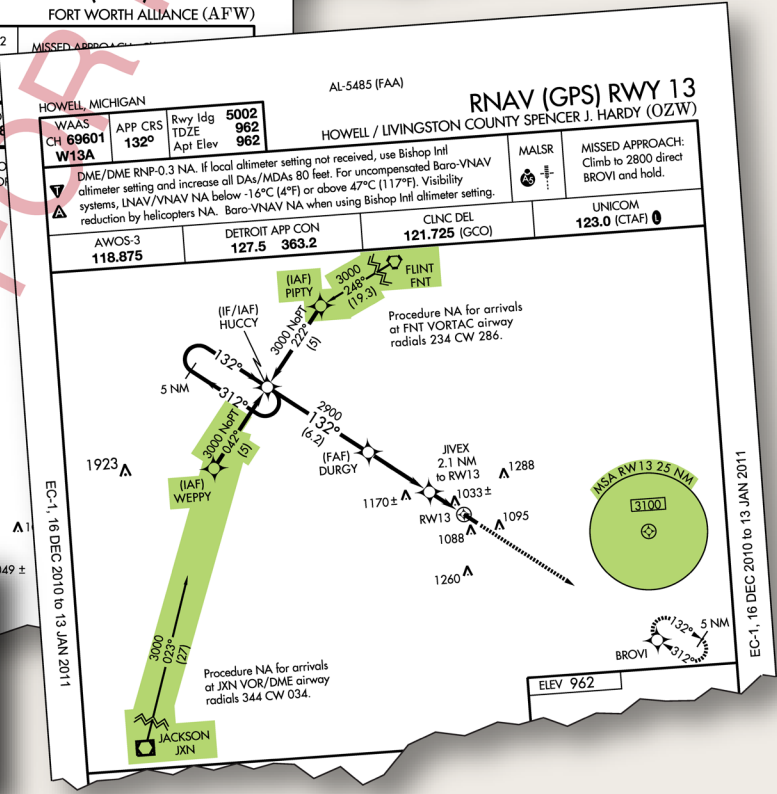 FORT WORTH ALLIANCE (AFW)
MISSED APPROACH
HOWELL, MICHIGAN
AL-5485 (FAA)
RNAV (GPS) RWY 13
HOWELL / LIVINGSTON COUNTY SPENCER J. HARDY (OZW)
WAAS
CH 69601
W13A
APP CRS
132°
Rwy ldg 5002
TDZE 962
Apt Elev 962
T
A
DME/DME RNP-0.3 NA. If local altimeter setting not received, use Bishop Intl
altimeter setting and increase all DAs/MDAs 80 feet. For uncompensated Baro-VNAV
systems, LNAV/VNAV NA below -16°C (4°F) or above 47°C (117°F). Visibility
reduction by helicopters NA. Baro-VNAV NA when using Bishop Intl altimeter setting.
MALSR
A5
MISSED APPROACH:
Climb to 2800 direct
BROVI and hold.
AWOS-3
118.875
DETROIT APP CON
127.5 363.2
CLNC DEL
121.725 (GCO)
UNICOM
123.0 (CTAF) L
(IAF)
PIPTY
3000
248°
(19.3)
FLINT
FNT
(IF/IAF)
HUCCY
3000 NoPT
222°
(5)
Procedure NA for arrivals
at FNT VORTAC airway
radials 234 CW 286.
132°
312°
5 NM
3000 NoPT
042°
(5)
2900
132°
(6.2)
(FAF)
DURGY
JIVEX
2.1 NM
to RW13
1923
(IAF)
WEPPY
1288
1170±
1033±
RW13
1095
1088
1260
MSA RW13 25 NM
3100
3000
023°
(27)
Procedure NA for arrivals
at JXN VOR/DME airway
radials 344 CW 034.
JACKSON
JXN
BROVI
132°
312°
5 NM
ELEV 962
EC-1, 16 DEC 2010 to 13 JAN 2011
EC-1, 16 DEC 2010 to 13 JAN 2011
49 ±
FOR